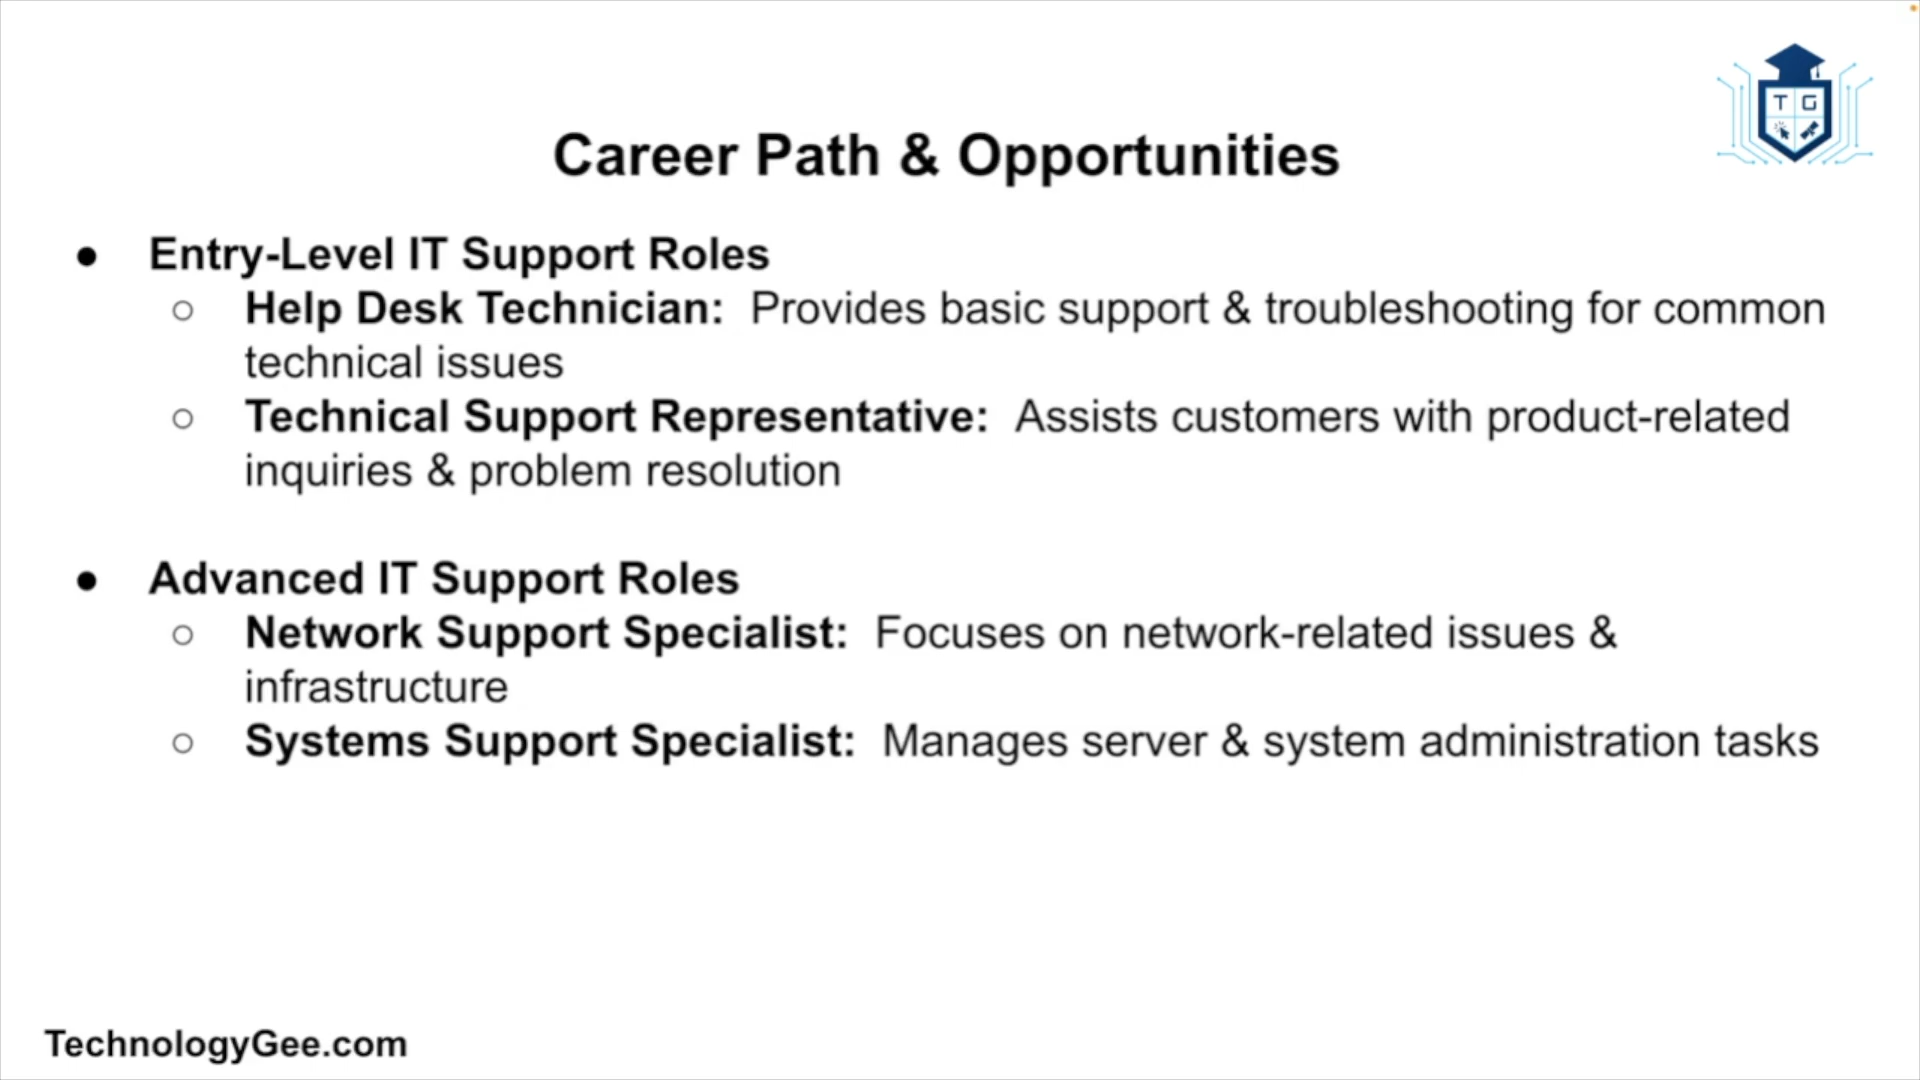 T G
Career Path & Opportunities
● Entry-Level IT Support Roles
○ Help Desk Technician: Provides basic support & troubleshooting for common
technical issues
○ Technical Support Representative: Assists customers with product-related
inquiries & problem resolution
● Advanced IT Support Roles
○ Network Support Specialist: Focuses on network-related issues &
infrastructure
○ Systems Support Specialist: Manages server & system administration tasks
TechnologyGee.com